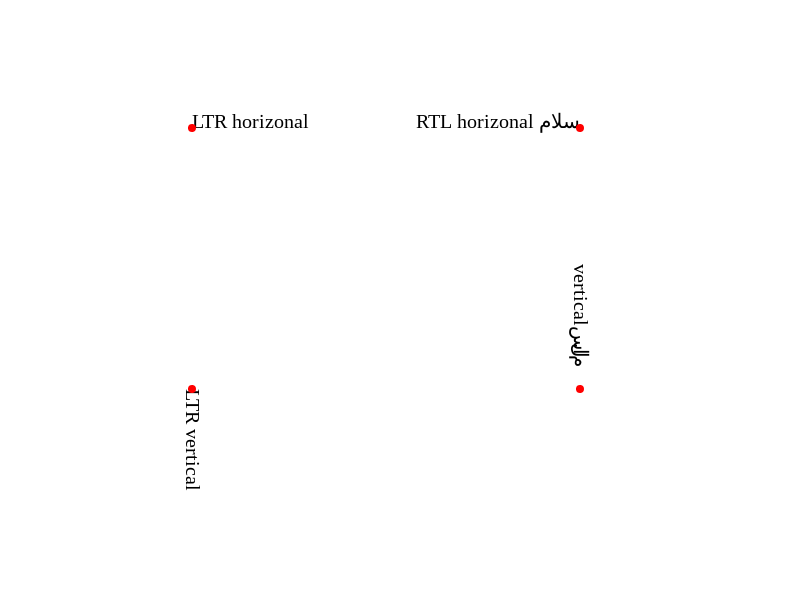 LTR horizonal
RTL horizonal سلام
vertical سلام
LTR vertical